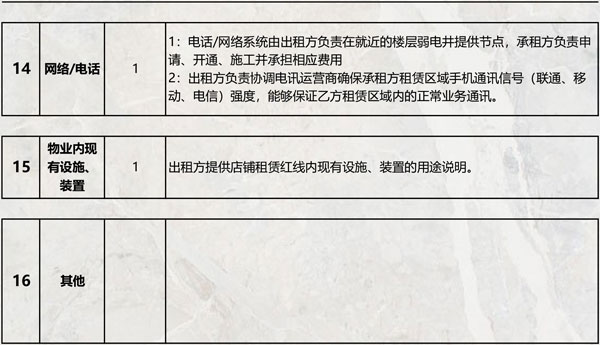 14
网络/电话
1
1：电话/网络系统由出租方负责在就近的楼层弱电井提供节点，承租方负责申
请、开通、施工并承担相应费用
2：出租方负责协调电讯运营商确保承租方租赁区域手机通讯信号（联通、移
动、电信）强度，能够保证乙方租赁区域内的正常业务通讯。
15
物业内现
有设施、
装置
1
出租方提供店铺租赁红线内现有设施、装置的用途说明。
16
其他